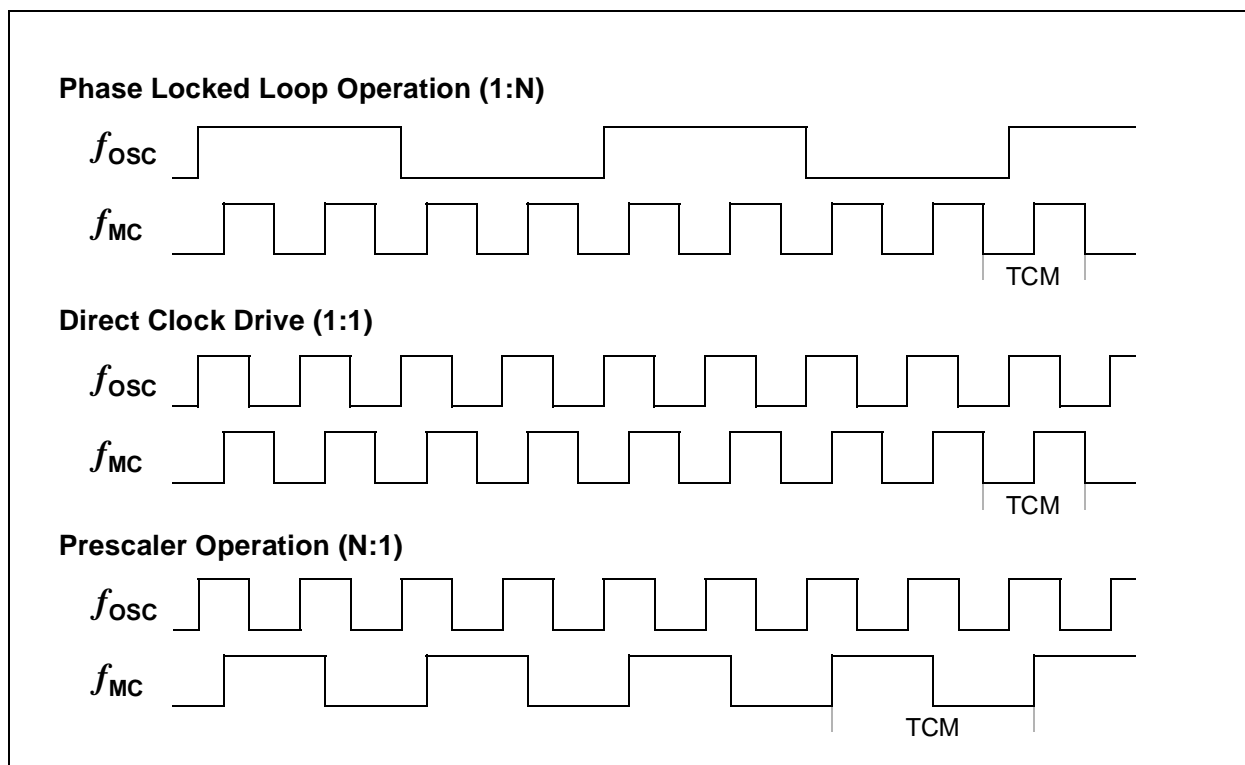 Phase Locked Loop Operation (1:N)
fOSC
fMC
TCM
Direct Clock Drive (1:1)
fOSC
fMC
TCM
Prescaler Operation (N:1)
fOSC
fMC
TCM